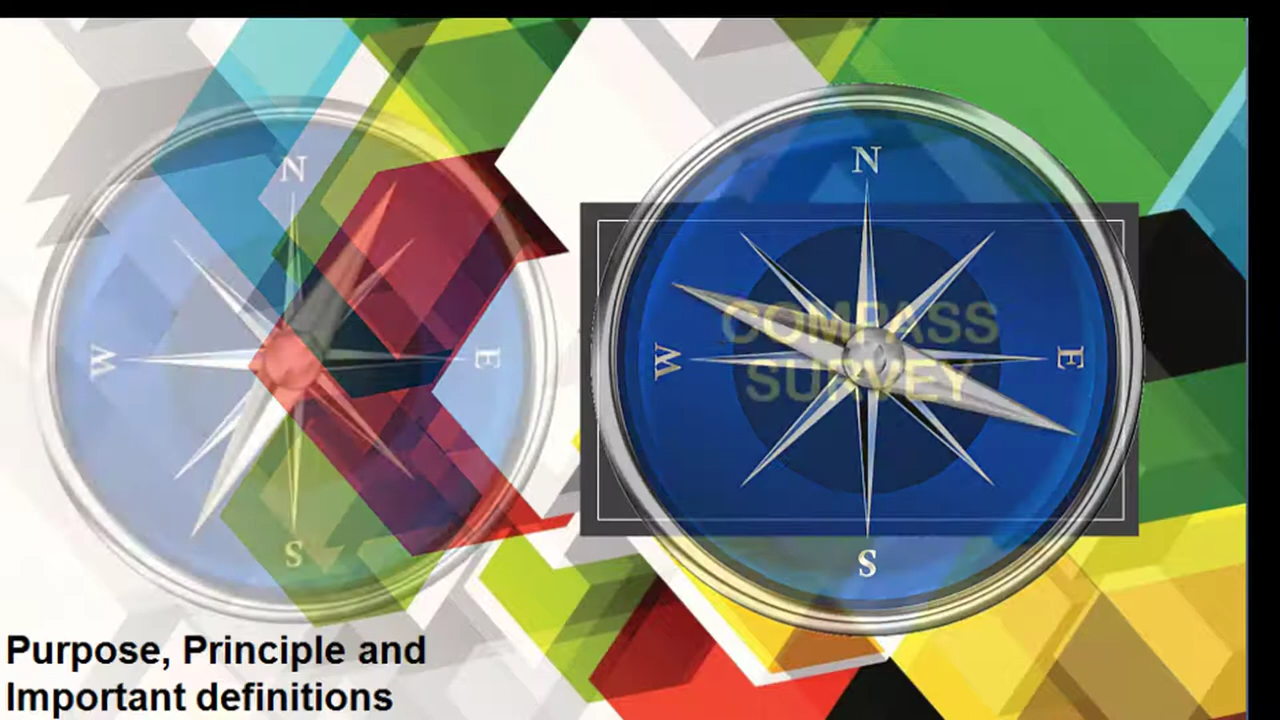 N
W
E
S
N
COMPASS
SURVEY
W
E
S
Purpose, Principle and
Important definitions